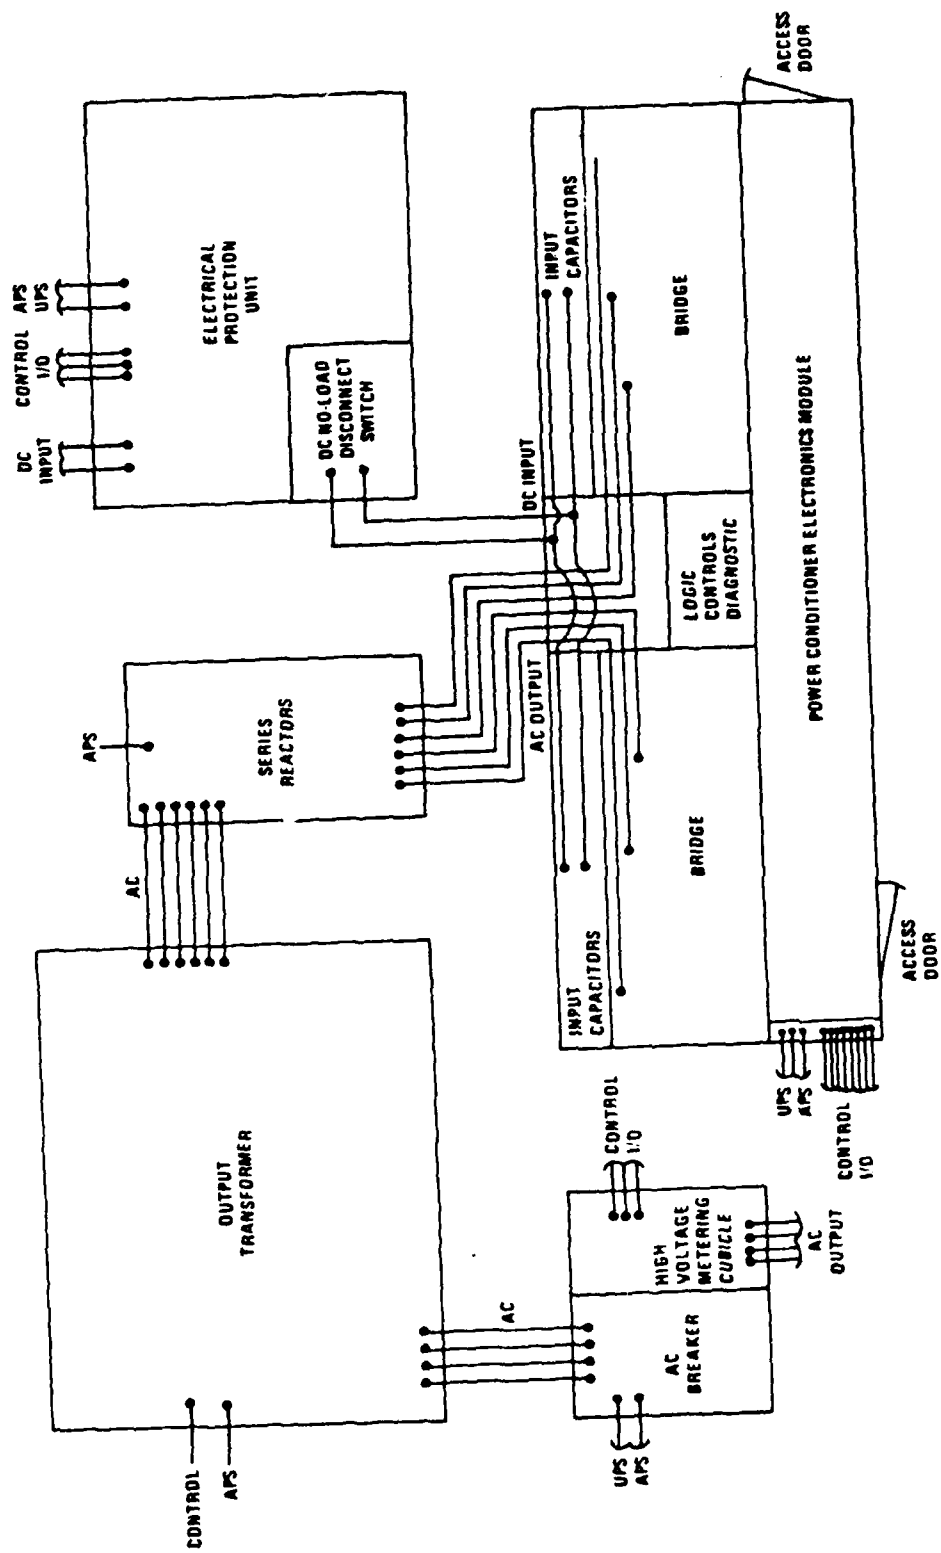 CONTROL
APS
OUTPUT
TRANSFORMER
AC
APS
SERIES
REACTORS
DC
INPUT
CONTROL
I/O
APS
UPS
ELECTRICAL
PROTECTION
UNIT
DC NO-LOAD
DISCONNECT
SWITCH
AC
UPS
APS
AC
BREAKER
HIGH
VOLTAGE
METERING
CUBICLE
CONTROL
I/O
AC
OUTPUT
INPUT
CAPACITORS
AC OUTPUT
DC INPUT
INPUT
CAPACITORS
BRIDGE
LOGIC
CONTROLS
DIAGNOSTIC
BRIDGE
POWER CONDITIONER ELECTRONICS MODULE
UPS
APS
CONTROL
I/O
ACCESS
DOOR
ACCESS
DOOR